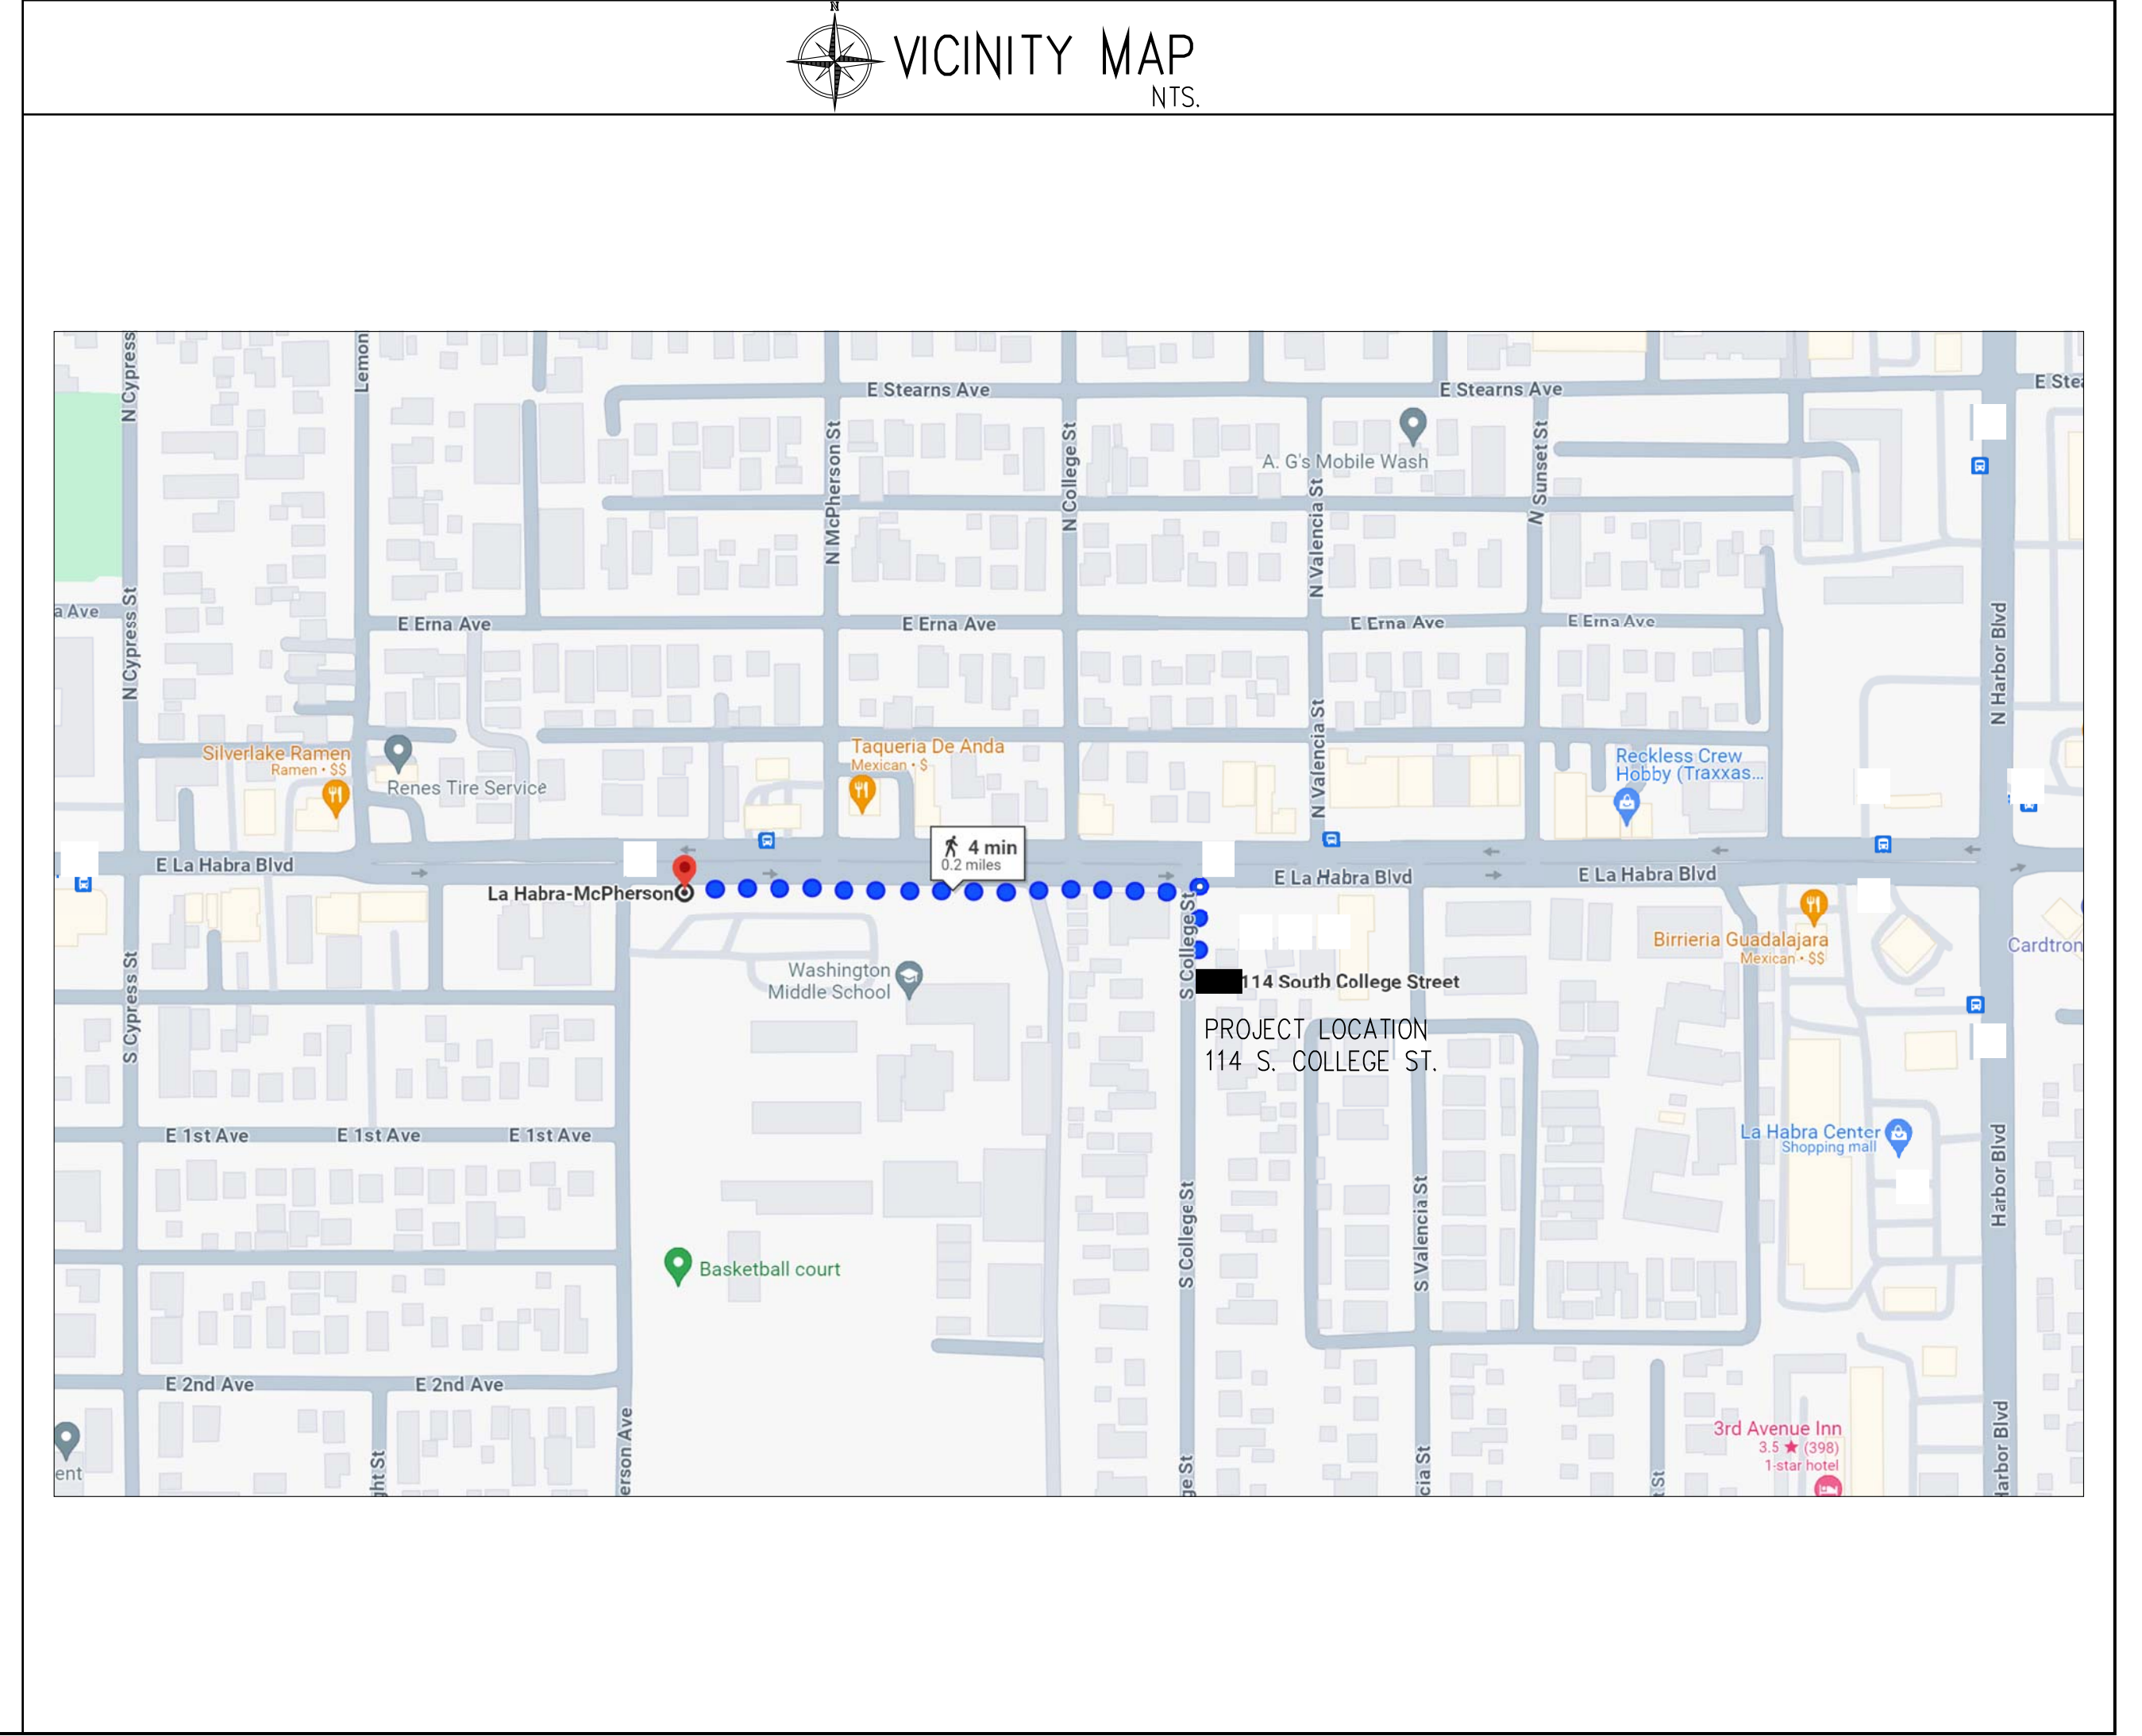 N
VICINITY MAP
NTS.
N Cypress
Lemon
E Stearns Ave
E Stearns Ave
E Stea
N McPherson St
N College St
A. G's Mobile Wash
N Valencia St
N Sunset St
a Ave
N Cypress St
E Erna Ave
E Erna Ave
E Erna Ave
E Erna Ave
N Harbor Blvd
Silverlake Ramen
Ramen • $$
Renes Tire Service
Taqueria De Anda
Mexican • $
N Valencia St
Reckless Crew
Hobby (Traxxas...
E La Habra Blvd
4 min
0.2 miles
La Habra-McPherson
E La Habra Blvd
E La Habra Blvd
S College St
Birrieria Guadalajara
Mexican • $$
Cardtron
S Cypress St
Washington
Middle School
114 South College Street
PROJECT LOCATION
114 S. COLLEGE ST.
E 1st Ave
E 1st Ave
E 1st Ave
La Habra Center
Shopping mall
Harbor Blvd
S College St
S Valencia St
Basketball court
E 2nd Ave
E 2nd Ave
3rd Avenue Inn
3.5 ★ (398)
1-star hotel
ent
ght St
erson Ave
ge St
cia St
t St
Harbor Blvd